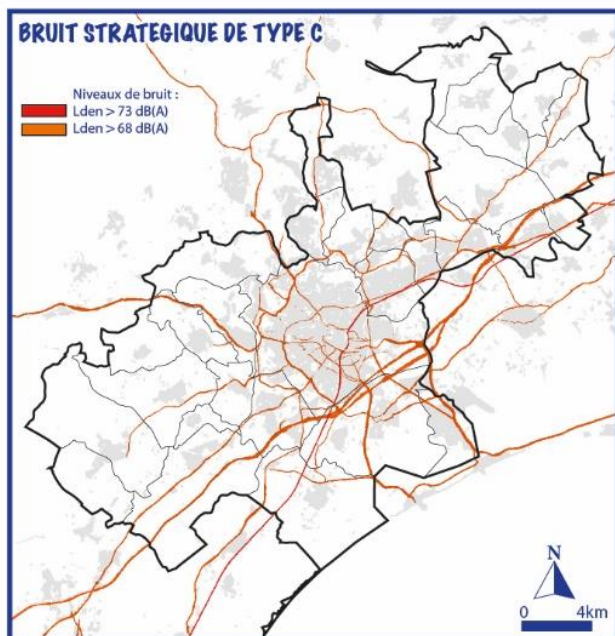 BRUIT STRATEGIQUE DE TYPE C
Niveaux de bruit :
Lden > 73 dB(A)
Lden > 68 dB(A)
N
0 4km